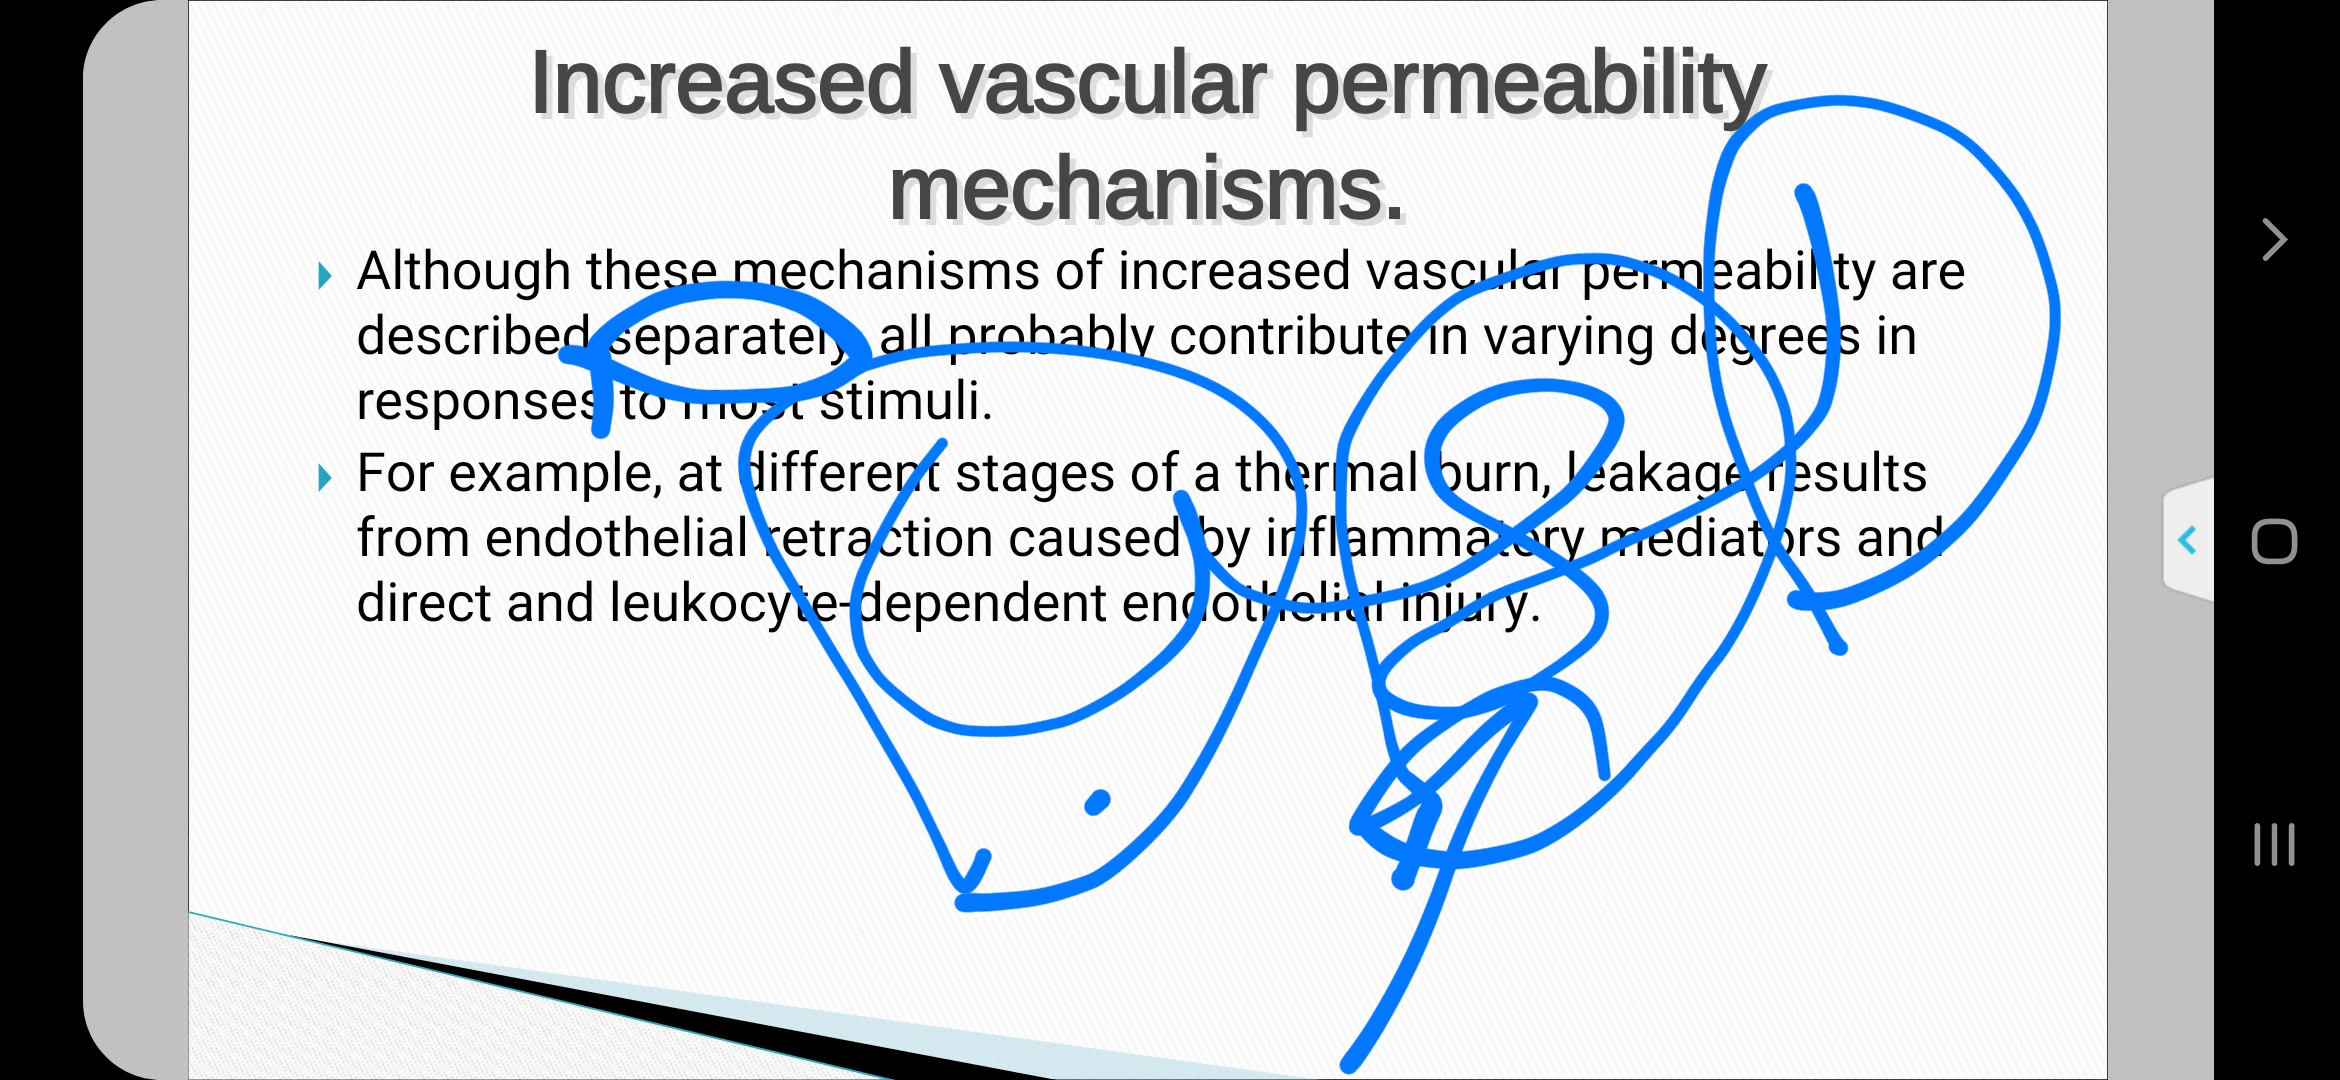 Increased vascular permeability
mechanisms.
Although these mechanisms of increased vascular permeability are
described separately, all probably contribute in varying degrees in
responses to most stimuli.
For example, at different stages of a thermal burn, leakage results
from endothelial retraction caused by inflammatory mediators and
direct and leukocyte-dependent endothelial injury.